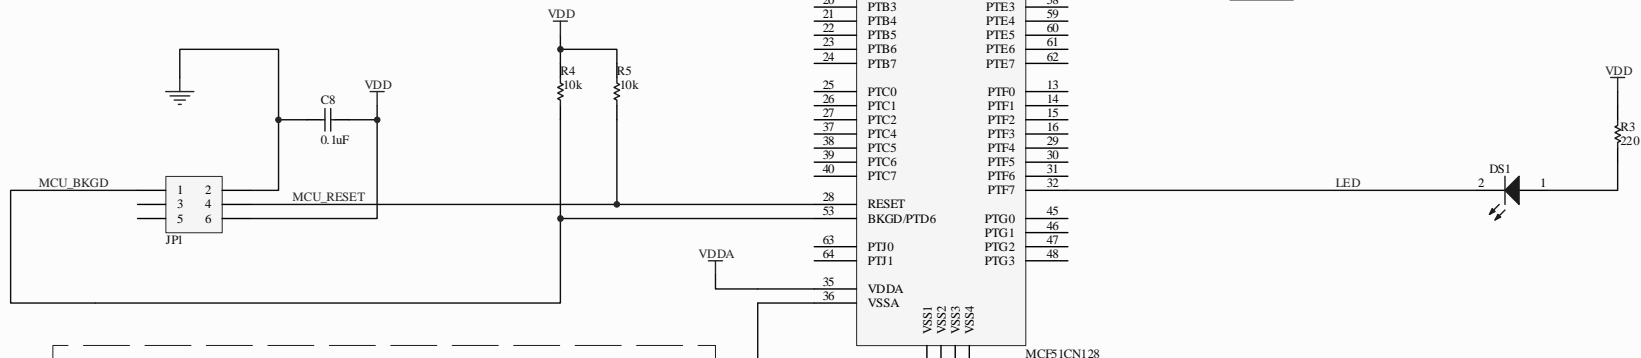 VDD
R4
10k
R5
10k
VDD
C8
0.1uF
MCU_BKGD
MCU_RESET
1 2
3 4
5 6
JP1
VDDA
20 PTB3
21 PTB4
22 PTB5
23 PTB6
24 PTB7
25 PTC0
26 PTC1
27 PTC2
37 PTC4
38 PTC5
39 PTC6
40 PTC7
28 RESET
53 BKGD/PTD6
63 PTJ0
64 PTJ1
35 VDDA
36 VSSA
PTE3 58
PTE4 59
PTE5 60
PTE6 61
PTE7 62
PTF0 13
PTF1 14
PTF2 15
PTF3 16
PTF4 29
PTF5 30
PTF6 31
PTF7 32
PTG0 45
PTG1 46
PTG2 47
PTG3 48
VSS1
VSS2
VSS3
VSS4
MCF51CN128
LED
2 DS1 1
VDD
R3
220